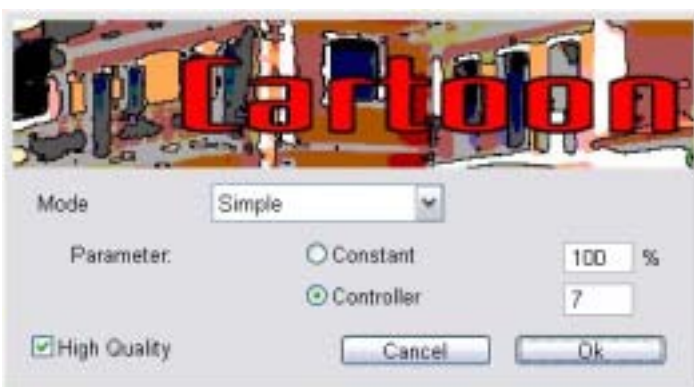 Cartoon
Mode Simple
Parameter: Constant 100 %
Controller 7
High Quality Cancel Ok